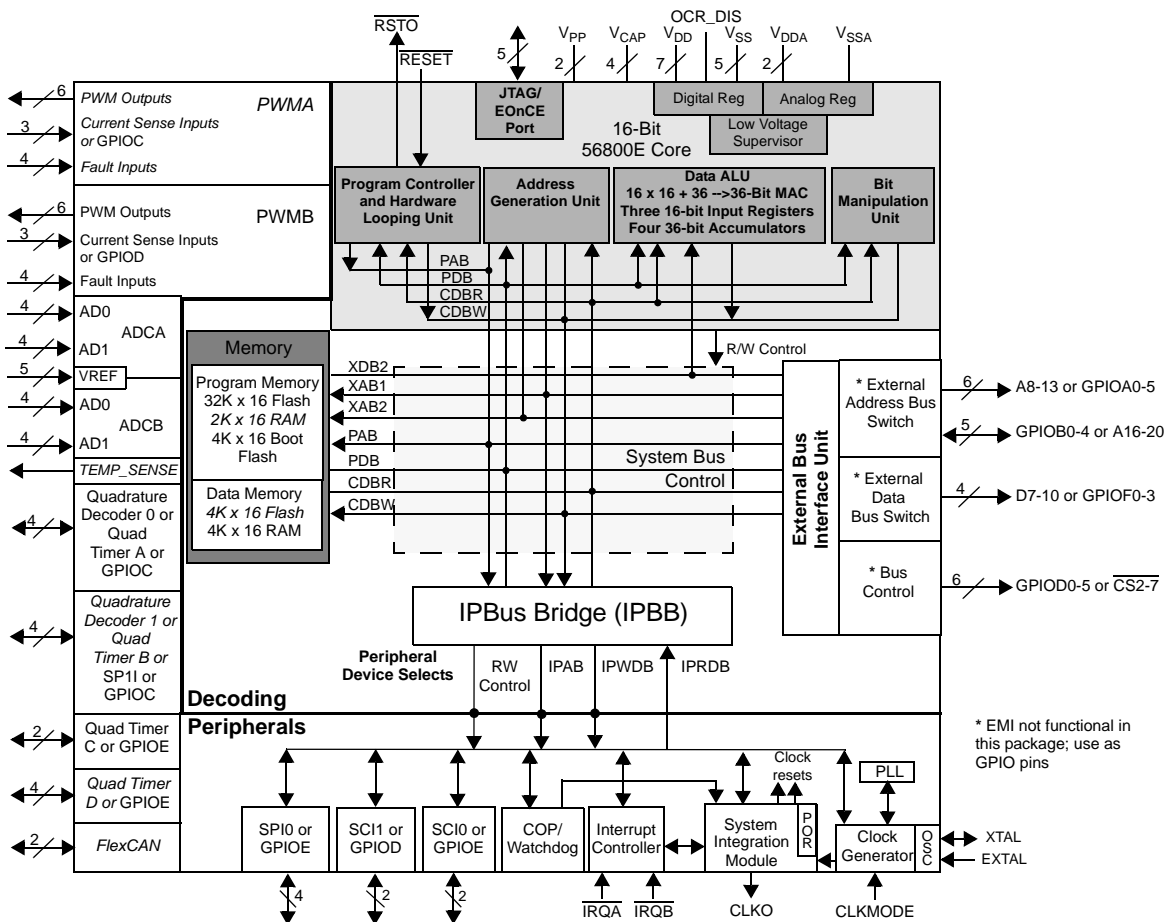 RSTO
RESET
5
VPP
2
VCAP
4
VDD
7
OCR_DIS
VSS
5
VDDA
2
VSSA
6
PWM Outputs
PWMA
3
Current Sense Inputs
or GPIOC
4
Fault Inputs
6
PWM Outputs
PWMB
3
Current Sense Inputs
or GPIOD
4
Fault Inputs
4
AD0
ADCA
4
AD1
5
VREF
4
AD0
ADCB
4
AD1
TEMP_SENSE
4
Quadrature
Decoder 0 or
Quad
Timer A or
GPIOC
4
Quadrature
Decoder 1 or
Quad
Timer B or
SP1I or
GPIOC
2
Quad Timer
C or GPIOE
4
Quad Timer
D or GPIOE
2
FlexCAN
JTAG/
EOnCE
Port
Digital Reg
Analog Reg
Low Voltage
Supervisor
16-Bit
56800E Core
Program Controller
and Hardware
Looping Unit
Address
Generation Unit
Data ALU
16 x 16 + 36 -->36-Bit MAC
Three 16-bit Input Registers
Four 36-bit Accumulators
Bit
Manipulation
Unit
PAB
PDB
CDBR
CDBW
Memory
Program Memory
32K x 16 Flash
2K x 16 RAM
4K x 16 Boot
Flash
Data Memory
4K x 16 Flash
4K x 16 RAM
XDB2
XAB1
XAB2
PAB
PDB
CDBR
CDBW
R/W Control
System Bus
Control
External Bus
Interface Unit
* External
Address Bus
Switch
* External
Data
Bus Switch
* Bus
Control
6
A8-13 or GPIOA0-5
5
GPIOB0-4 or A16-20
4
D7-10 or GPIOF0-3
6
GPIOD0-5 or CS2-7
IPBus Bridge (IPBB)
Peripheral
Device Selects
RW
Control
IPAB
IPWDB
IPRDB
Decoding
Peripherals
* EMI not functional in
this package; use as
GPIO pins
Clock
resets
PLL
SPI0 or
GPIOE
SCI1 or
GPIOD
SCI0 or
GPIOE
COP/
Watchdog
Interrupt
Controller
System
Integration
Module
POR
Clock
Generator
OSC
XTAL
EXTAL
4
2
2
IRQA
IRQB
CLKO
CLKMODE